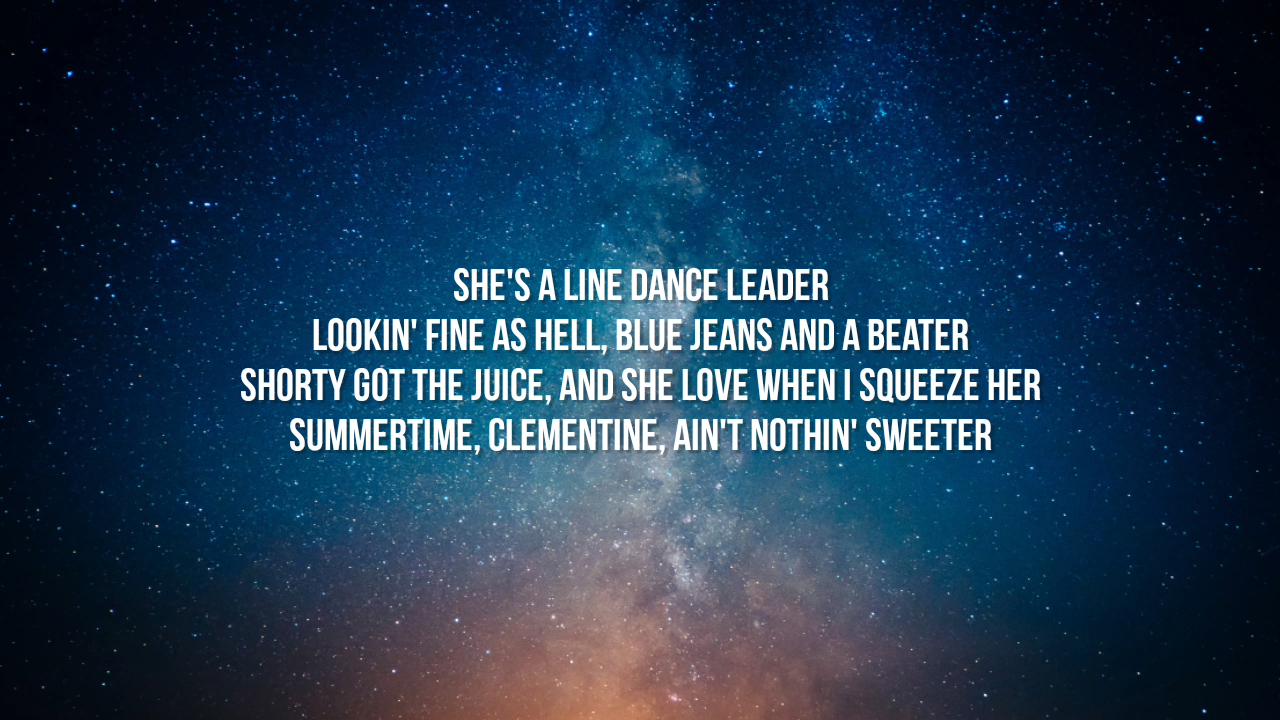 SHE'S A LINE DANCE LEADER
LOOKIN' FINE AS HELL, BLUE JEANS AND A BEATER
SHORTY GOT THE JUICE, AND SHE LOVE WHEN I SQUEEZE HER
SUMMERTIME, CLEMENTINE, AIN'T NOTHIN' SWEETER